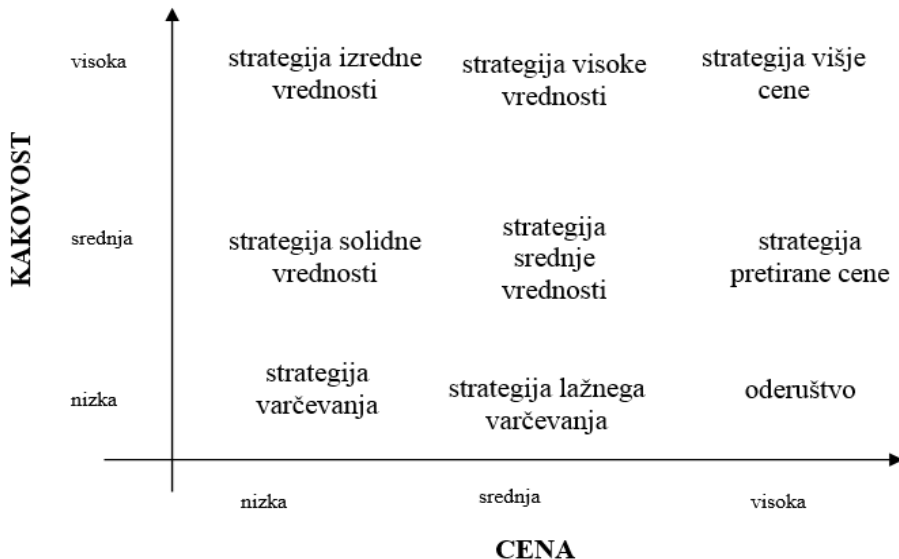 KAKOVOST
visoka
strategija izredne
vrednosti
strategija visoke
vrednosti
strategija višje
cene
srednja
strategija solidne
vrednosti
strategija
srednje
vrednosti
strategija
pretirane cene
nizka
strategija
varčevanja
strategija lažnega
varčevanja
oderuštvo
nizka
srednja
visoka
CENA